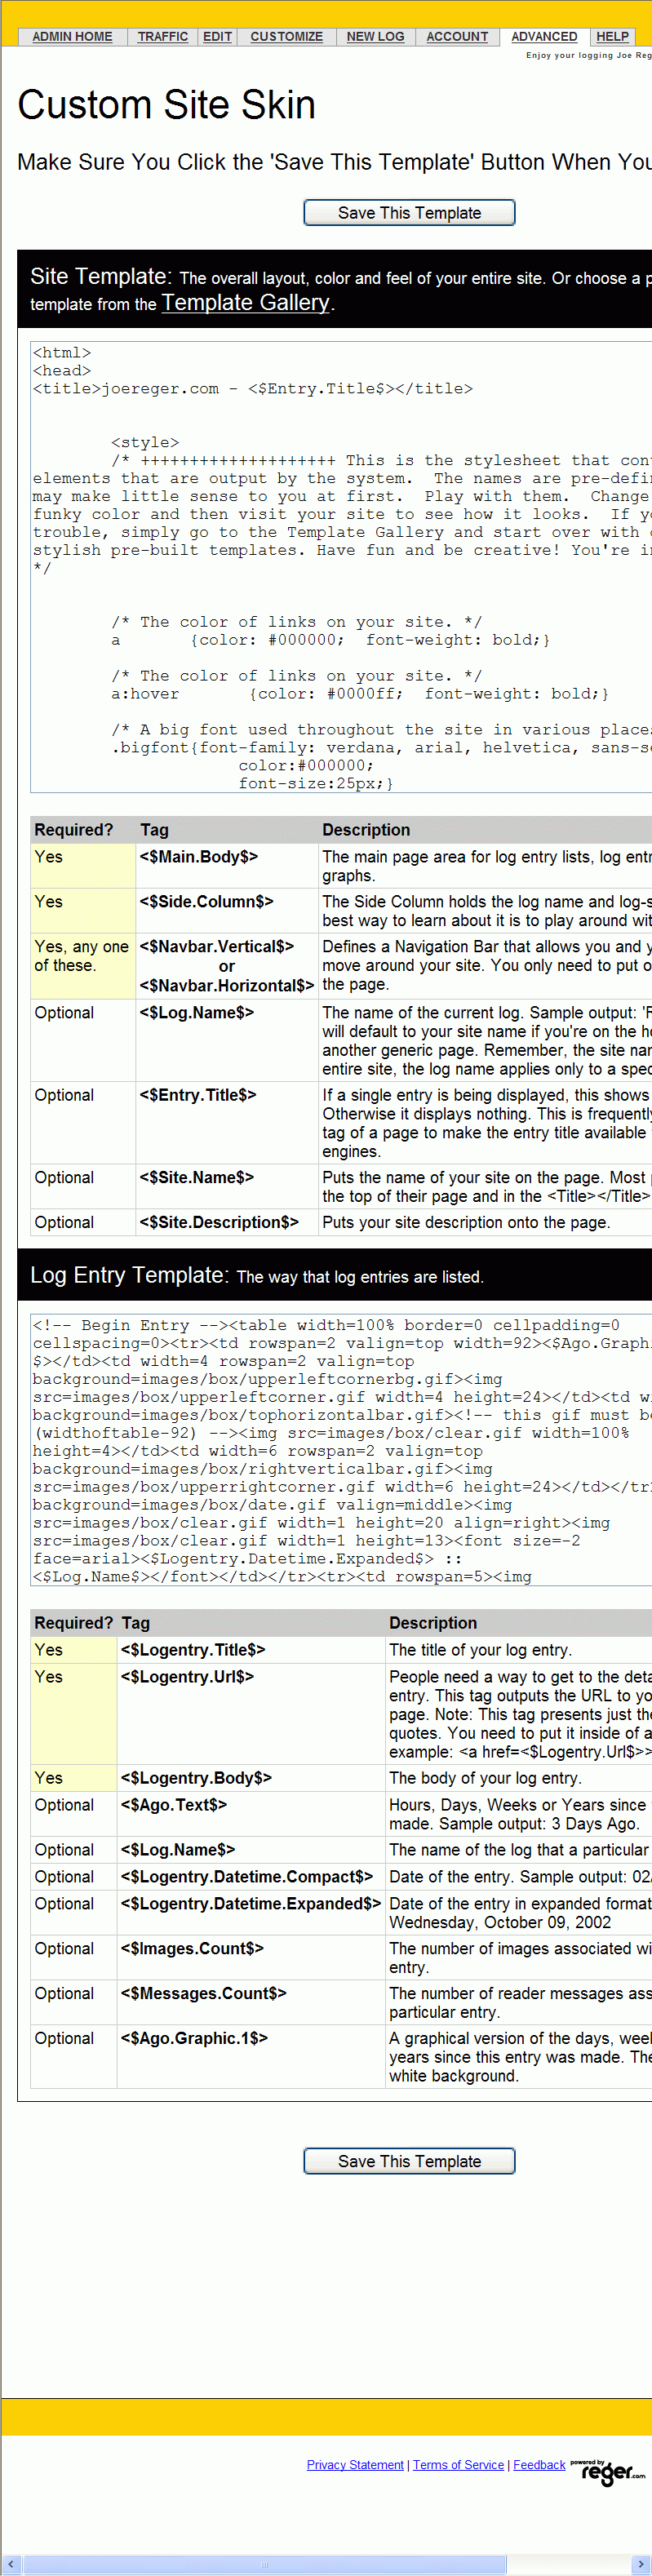 ADMIN HOME TRAFFIC EDIT CUSTOMIZE NEW LOG ACCOUNT ADVANCED HELP
Enjoy your logging Joe Reg
Custom Site Skin
Make Sure You Click the 'Save This Template' Button When You
Save This Template
Site Template: The overall layout, color and feel of your entire site. Or choose a p
template from the Template Gallery.
<html>
<head>
<title>joereger.com - <$Entry.Title$></title>
<style>
/* ++++++++++++++++++++ This is the stylesheet that con
elements that are output by the system. The names are pre-defi
may make little sense to you at first. Play with them. Change
funky color and then visit your site to see how it looks. If yo
trouble, simply go to the Template Gallery and start over with
stylish pre-built templates. Have fun and be creative! You're i
*/
/* The color of links on your site. */
a {color: #000000; font-weight: bold;}
/* The color of links on your site. */
a:hover {color: #0000ff; font-weight: bold;}
/* A big font used throughout the site in various places
.bigfont{font-family: verdana, arial, helvetica, sans-se
color:#000000;
font-size:25px;}
Required? Tag Description
Yes <$Main.Body$> The main page area for log entry lists, log entr
graphs.
Yes <$Side.Column$> The Side Column holds the log name and log-s
best way to learn about it is to play around wit
Yes, any one <$Navbar.Vertical$> Defines a Navigation Bar that allows you and y
of these. or move around your site. You only need to put o
<$Navbar.Horizontal$> the page.
Optional <$Log.Name$> The name of the current log. Sample output: 'F
will default to your site name if you're on the h
another generic page. Remember, the site nam
entire site, the log name applies only to a spec
Optional <$Entry.Title$> If a single entry is being displayed, this shows
Otherwise it displays nothing. This is frequently
tag of a page to make the entry title available
engines.
Optional <$Site.Name$> Puts the name of your site on the page. Most p
the top of their page and in the <Title></Title>
Optional <$Site.Description$> Puts your site description onto the page.
Log Entry Template: The way that log entries are listed.
<!-- Begin Entry --><table width=100% border=0 cellpadding=0
cellspacing=0><tr><td rowspan=2 valign=top width=92><$Ago.Graphi
$></td><td width=4 rowspan=2 valign=top
background=images/box/upperleftcornerbg.gif><img
src=images/box/upperleftcorner.gif width=4 height=24></td><td wi
background=images/box/tophorizontalbar.gif><!-- this gif must be
(widthoftable-92) --><img src=images/box/clear.gif width=100%
height=4></td><td width=6 rowspan=2 valign=top
background=images/box/rightverticalbar.gif><img
src=images/box/upperrightcorner.gif width=6 height=24></td></tr>
background=images/box/date.gif valign=middle><img
src=images/box/clear.gif width=1 height=20 align=right><img
src=images/box/clear.gif width=1 height=13><font size=-2
face=arial><$Logentry.Datetime.Expanded$> ::
<$Log.Name$></font></td></tr><tr><td rowspan=5><img
Required? Tag Description
Yes <$Logentry.Title$> The title of your log entry.
Yes <$Logentry.Url$> People need a way to get to the deta
entry. This tag outputs the URL to yo
page. Note: This tag presents just the
quotes. You need to put it inside of a
example: <a href=<$Logentry.Url$>>
Yes <$Logentry.Body$> The body of your log entry.
Optional <$Ago.Text$> Hours, Days, Weeks or Years since
made. Sample output: 3 Days Ago.
Optional <$Log.Name$> The name of the log that a particular
Optional <$Logentry.Datetime.Compact$> Date of the entry. Sample output: 02/
Optional <$Logentry.Datetime.Expanded$> Date of the entry in expanded format
Wednesday, October 09, 2002
Optional <$Images.Count$> The number of images associated wi
entry.
Optional <$Messages.Count$> The number of reader messages ass
particular entry.
Optional <$Ago.Graphic.1$> A graphical version of the days, week
years since this entry was made. The
white background.
Save This Template
Privacy Statement | Terms of Service | Feedback powered by
reger.com